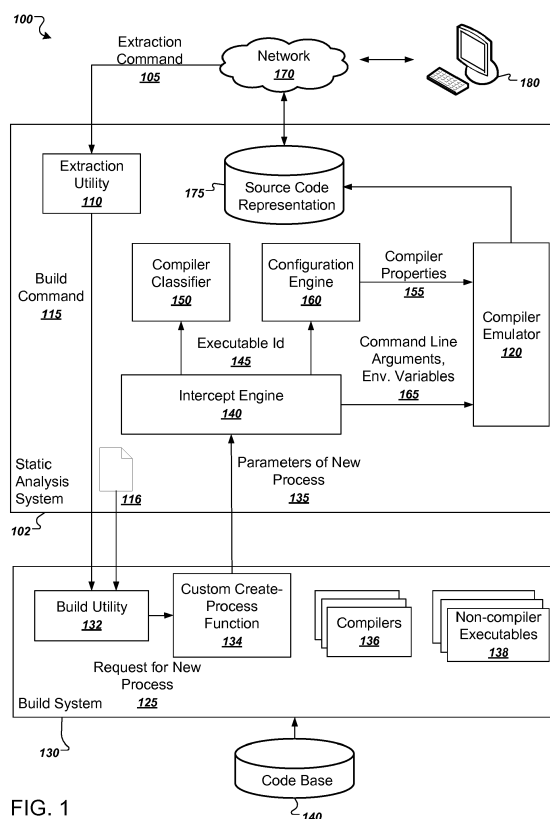 100
Extraction
Command
105
Network
170
180
Extraction
Utility
110
175
Source Code
Representation
Build
Command
115
Compiler
Classifier
150
Configuration
Engine
160
Compiler
Properties
155
Compiler
Emulator
120
Executable Id
145
Command Line
Arguments,
Env. Variables
165
Intercept Engine
140
Static
Analysis
System
102
116
Parameters of New
Process
135
Build Utility
132
Custom Create-
Process
Function
134
Compilers
136
Non-compiler
Executables
138
Request for New
Process
125
Build System
130
Code Base
140
FIG. 1